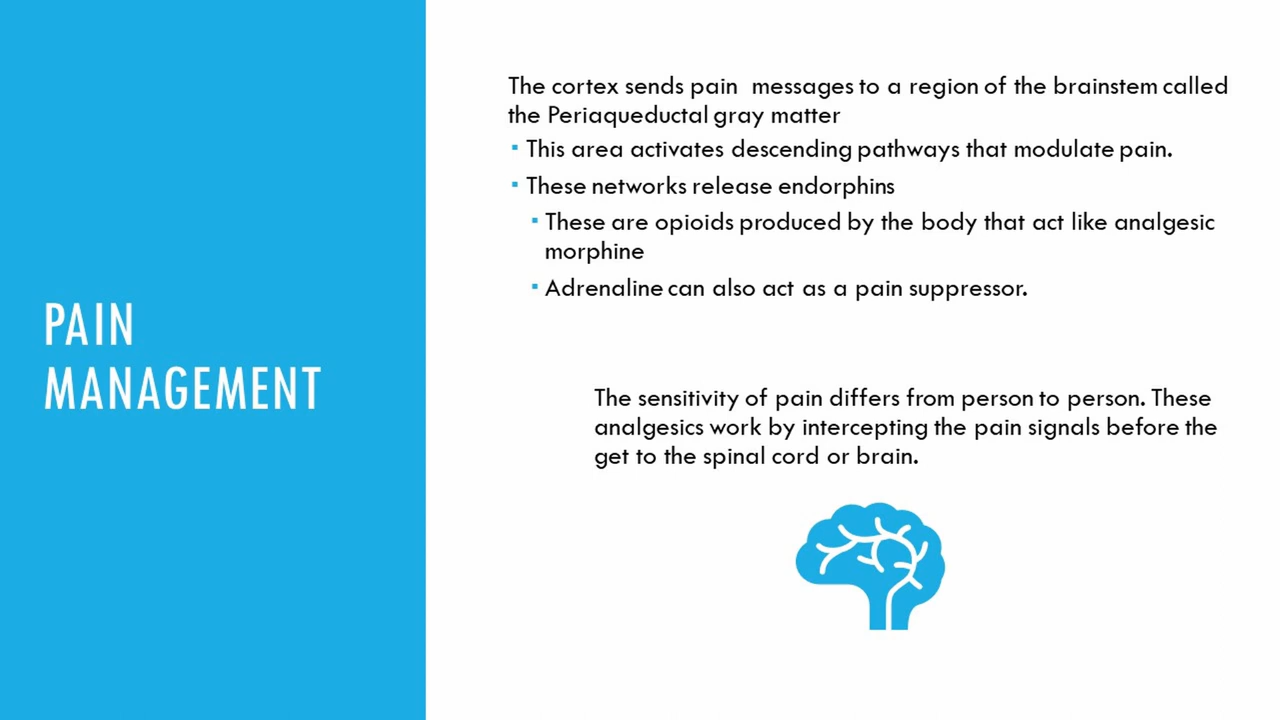 PAIN
MANAGEMENT
The cortex sends pain messages to a region of the brainstem called
the Periaqueductal gray matter
▪ This area activates descending pathways that modulate pain.
▪ These networks release endorphins
▪ These are opioids produced by the body that act like analgesic
morphine
▪ Adrenaline can also act as a pain suppressor.
The sensitivity of pain differs from person to person. These
analgesics work by intercepting the pain signals before the
get to the spinal cord or brain.